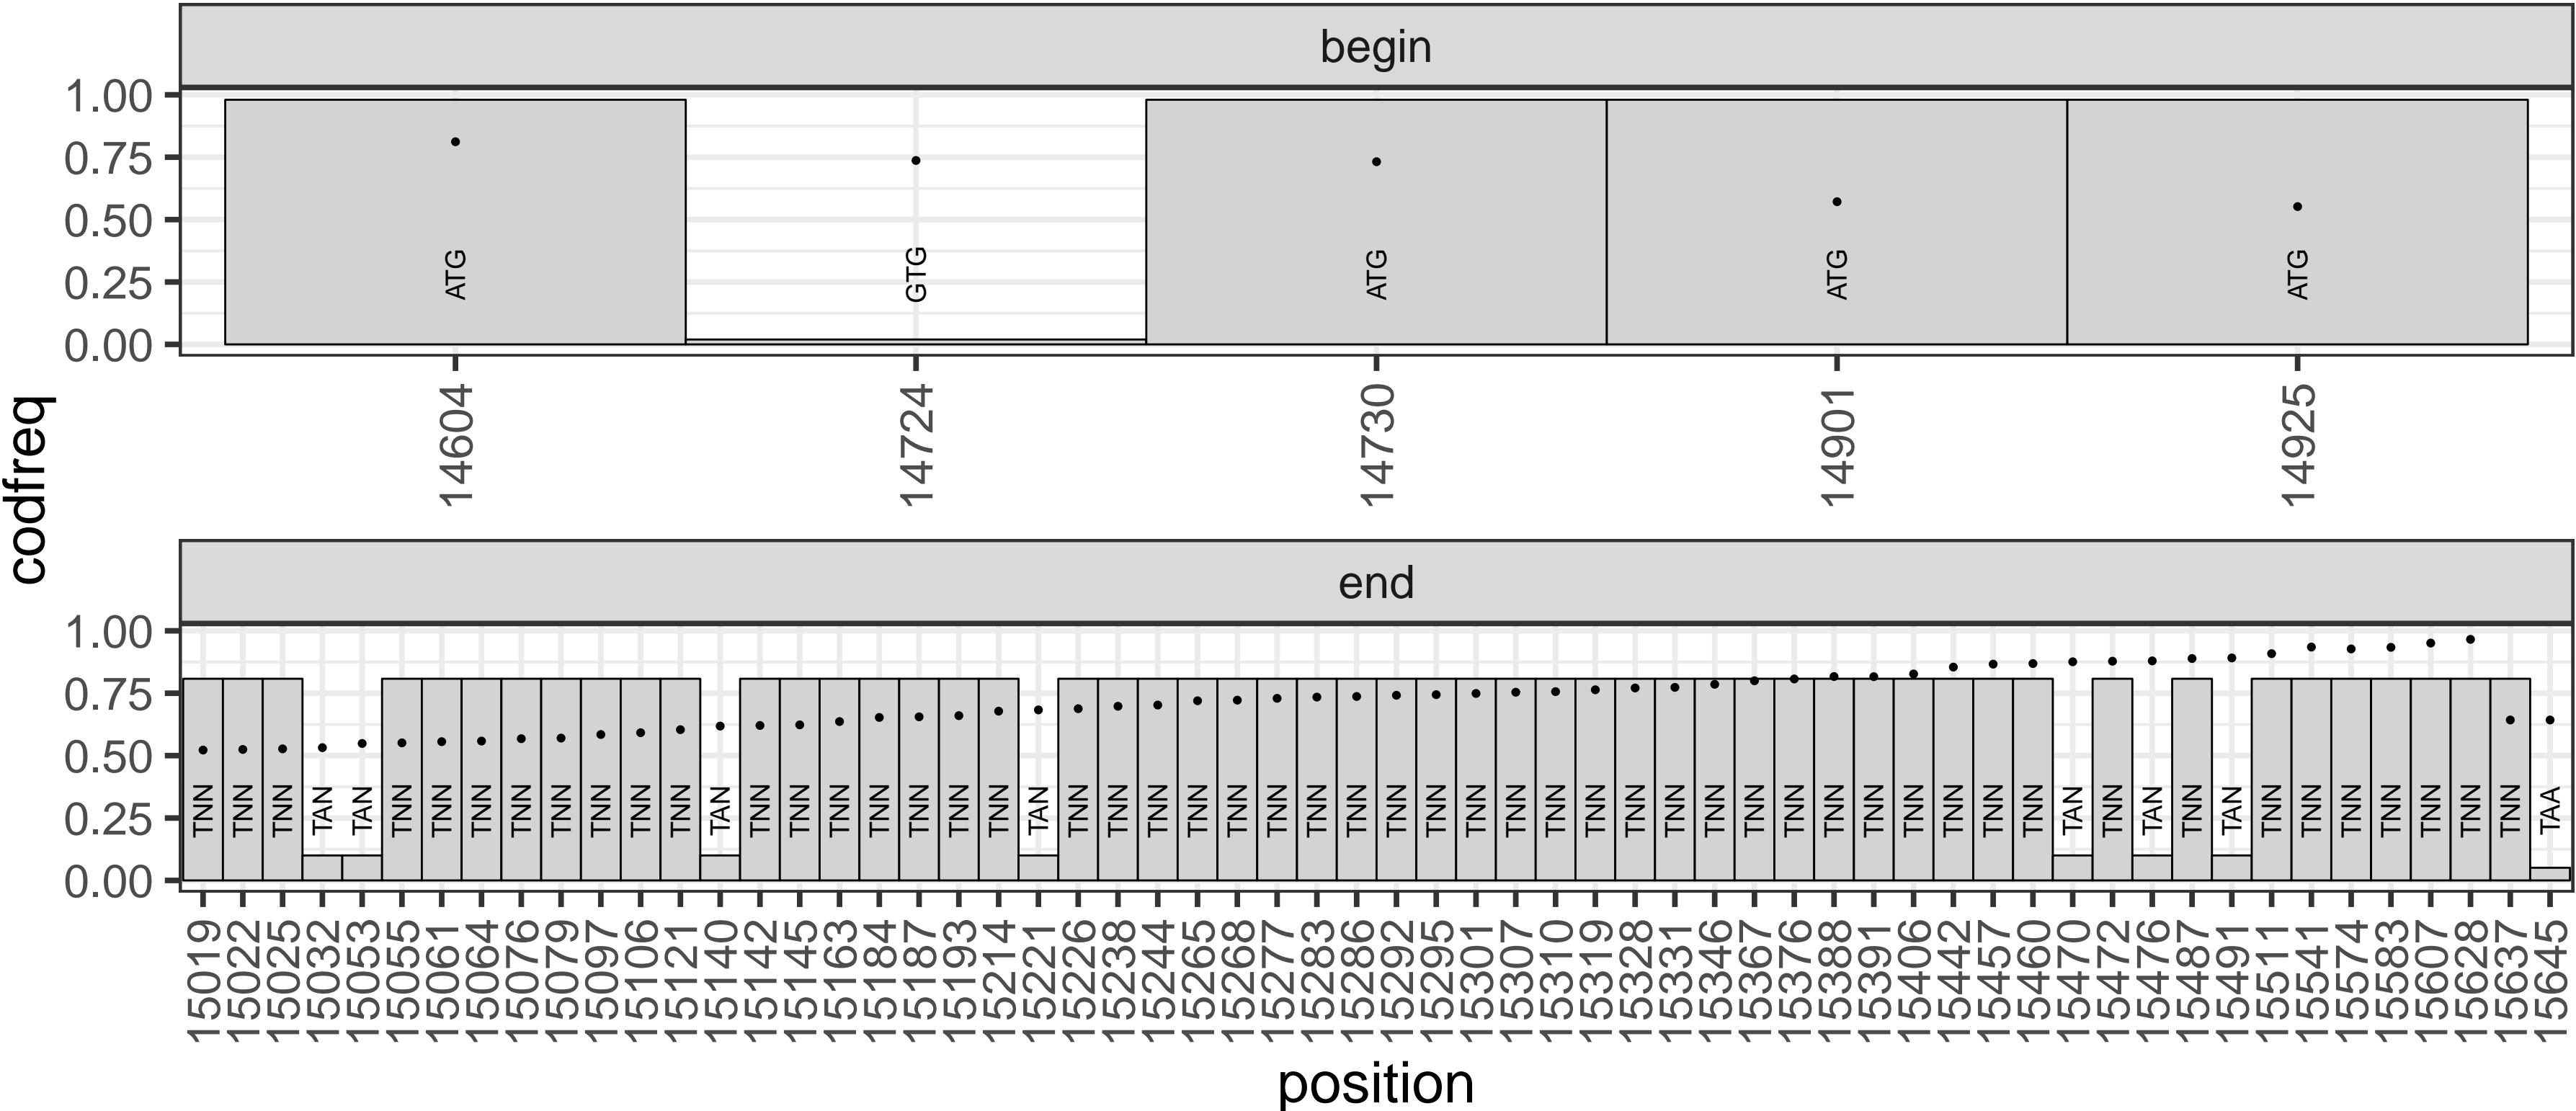 begin
1.00
0.75
0.50
0.25
0.00
ATG GTG ATG ATG ATG
14604 14724 14730 14901 14925
codfreq
end
1.00
0.75
0.50
0.25
0.00
TNN TNN TNN TAN TAN TNN TNN TNN TNN TNN TNN TNN TNN TAN TNN TNN TNN TNN TNN TNN TNN TAN TNN TNN TNN TNN TNN TNN TNN TNN TNN TNN TNN TNN TNN TNN TNN TNN TNN TNN TNN TNN TNN TNN TNN TNN TNN TAN TNN TAN TNN TAN TNN TNN TNN TNN TNN TNN TNN TAA
15019 15022 15025 15032 15053 15055 15061 15064 15076 15079 15097 15106 15121 15140 15142 15145 15163 15184 15187 15193 15214 15221 15226 15238 15244 15265 15268 15277 15283 15286 15292 15295 15301 15307 15310 15319 15328 15331 15346 15367 15376 15388 15391 15406 15442 15457 15460 15470 15472 15476 15487 15491 15511 15541 15574 15583 15607 15628 15637 15645
position